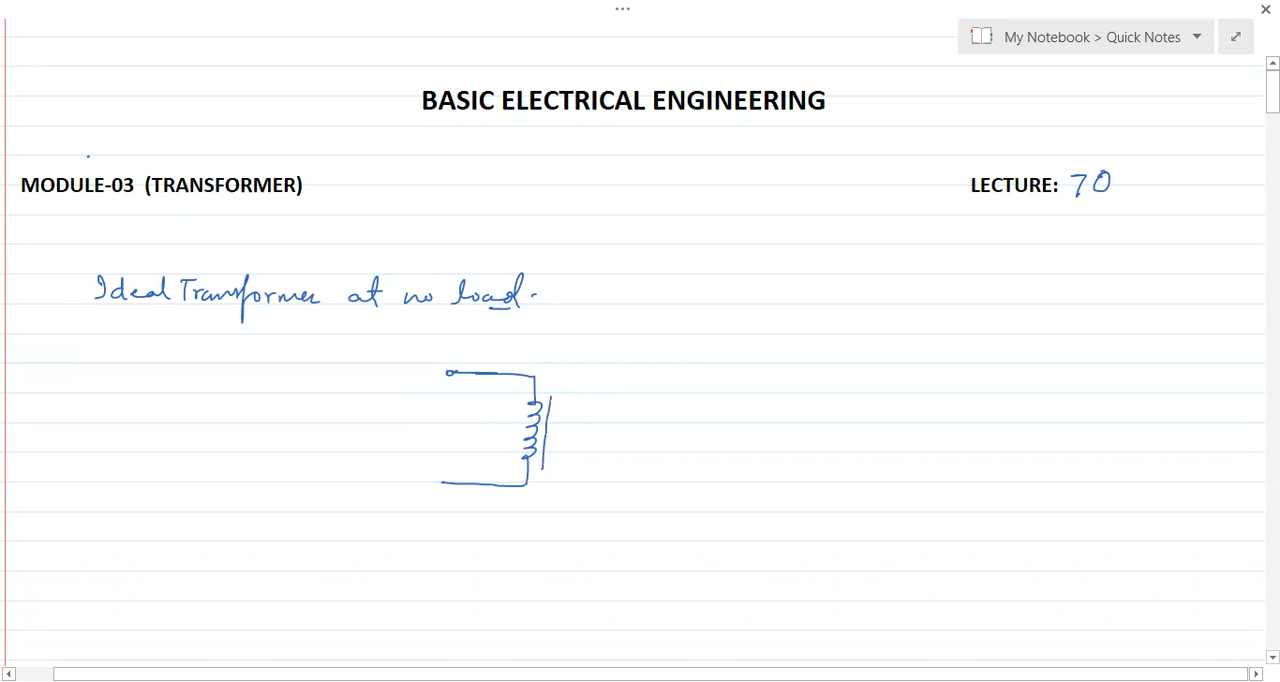 My Notebook > Quick Notes
BASIC ELECTRICAL ENGINEERING
MODULE-03 (TRANSFORMER) LECTURE: 70
Ideal Transformer at no load.